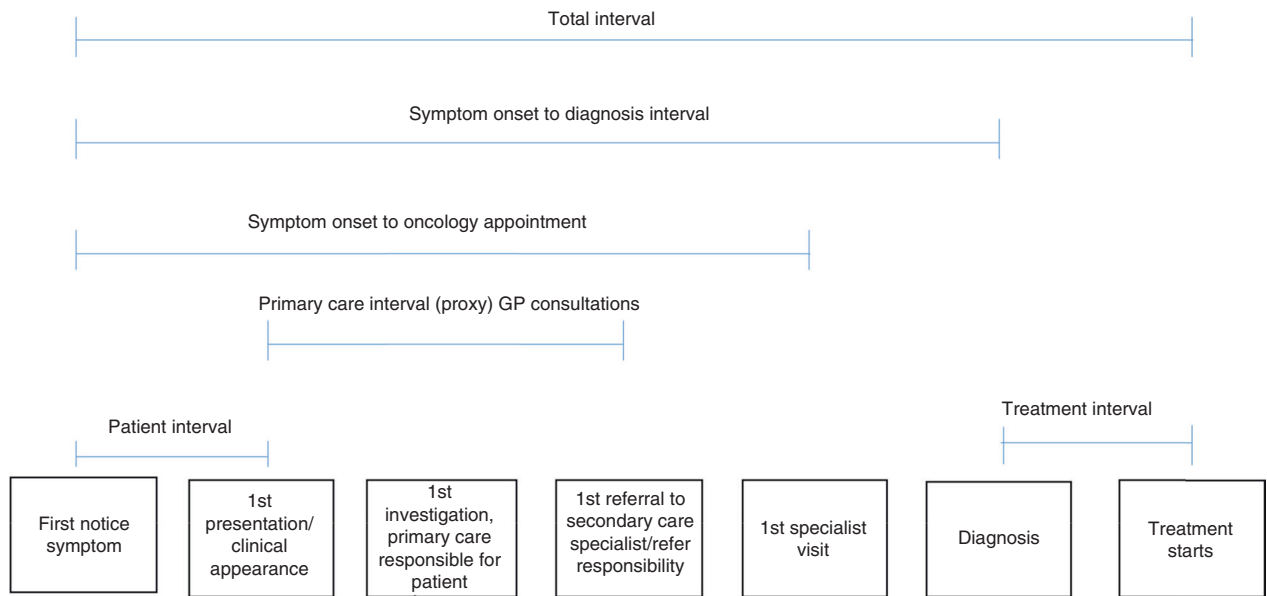 Total interval
Symptom onset to diagnosis interval
Symptom onset to oncology appointment
Primary care interval (proxy) GP consultations
Patient interval
Treatment interval
First notice
symptom
1st
presentation/
clinical
appearance
1st
investigation,
primary care
responsible for
patient
1st referral to
secondary care
specialist/refer
responsibility
1st specialist
visit
Diagnosis
Treatment
starts